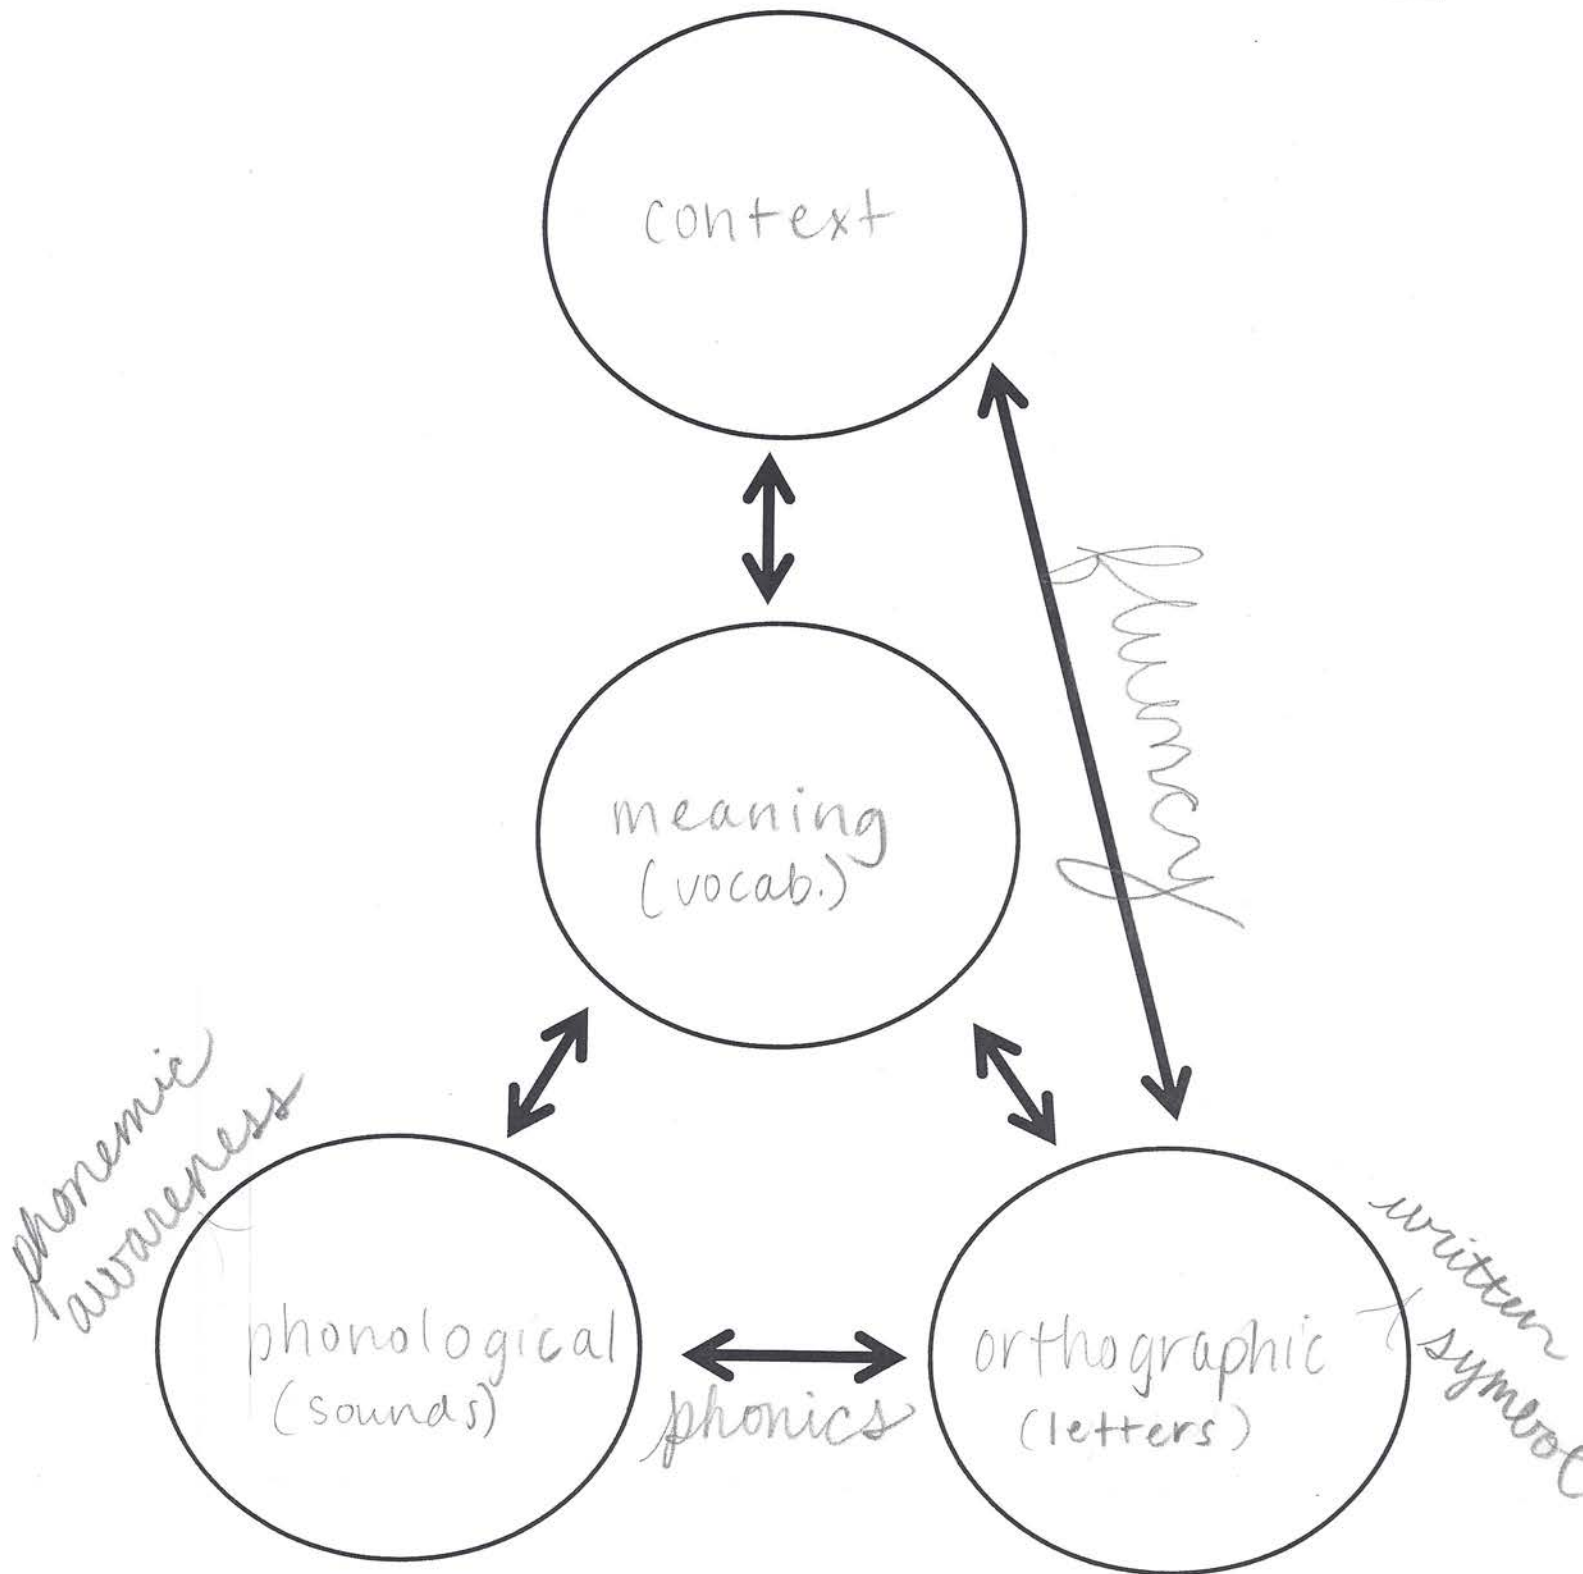 context
fluency
meaning
(vocab.)
phonemic
awareness
phonological
(sounds)
phonics
orthographic
(letters)
written
symbol